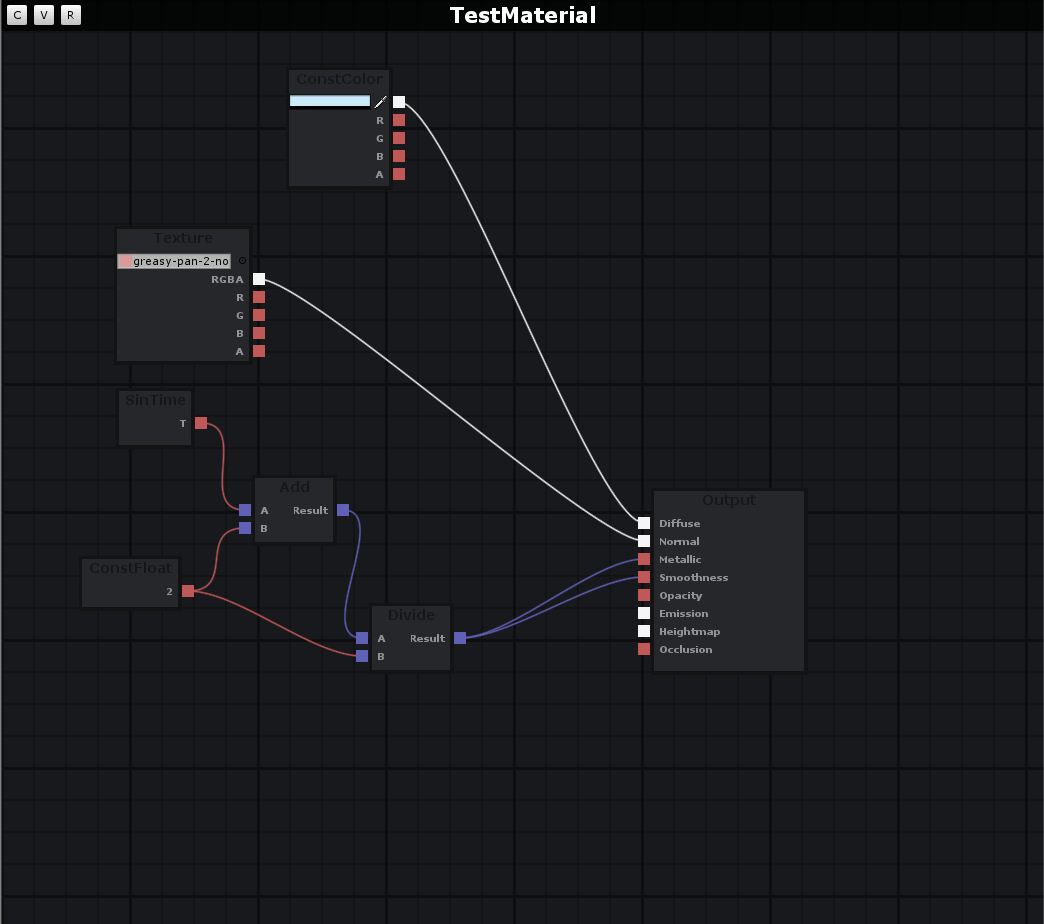 C V R TestMaterial
ConstColor
R
G
B
A
Texture
greasy-pan-2-no
RGBA
R
G
B
A
SinTime
T
Add
A Result
B
ConstFloat
2
Divide
A Result
B
Output
Diffuse
Normal
Metallic
Smoothness
Opacity
Emission
Heightmap
Occlusion